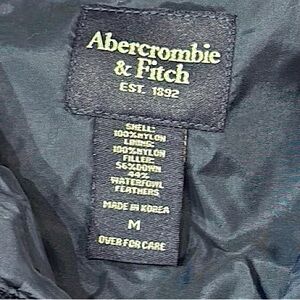 Abercrombie
& Fitch
EST. 1892
SHELL:
100%NYLON
LINING:
100%NYLON
FILLER:
56%DOWN
44%
WATERFOWL
FEATHERS
MADE IN KOREA
M
OVER FOR CARE